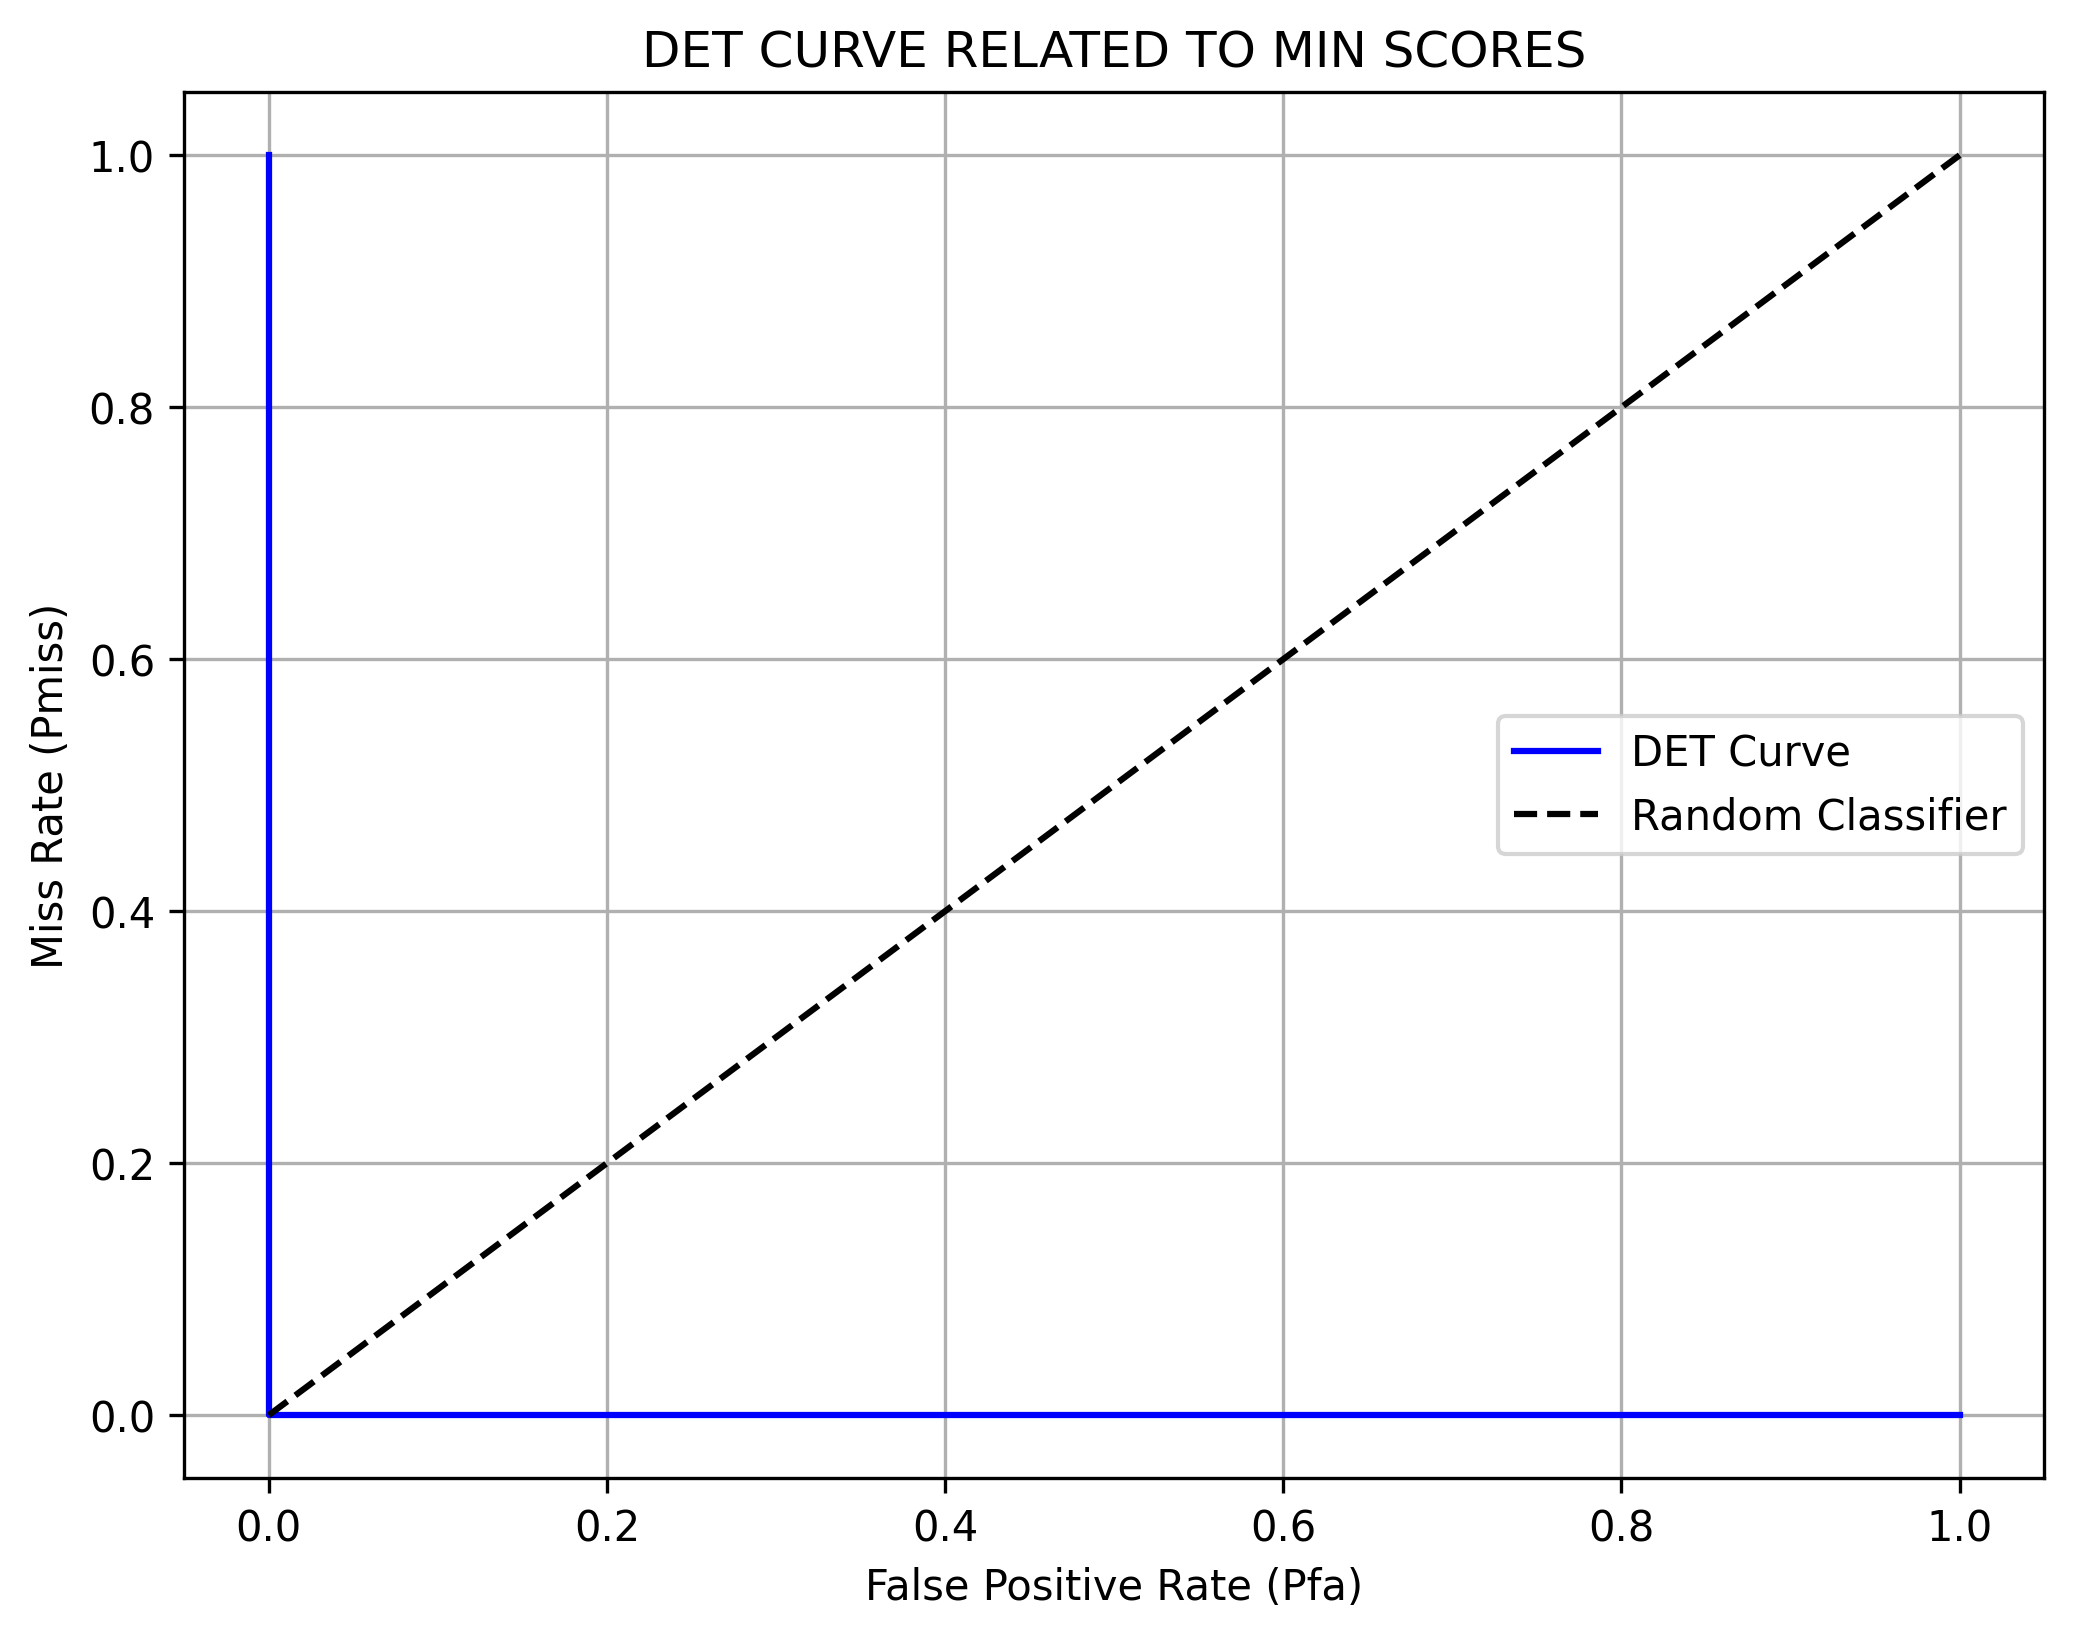 DET CURVE RELATED TO MIN SCORES
1.0
0.8
0.6
0.4
0.2
0.0
Miss Rate (Pmiss)
DET Curve
Random Classifier
0.0 0.2 0.4 0.6 0.8 1.0
False Positive Rate (Pfa)